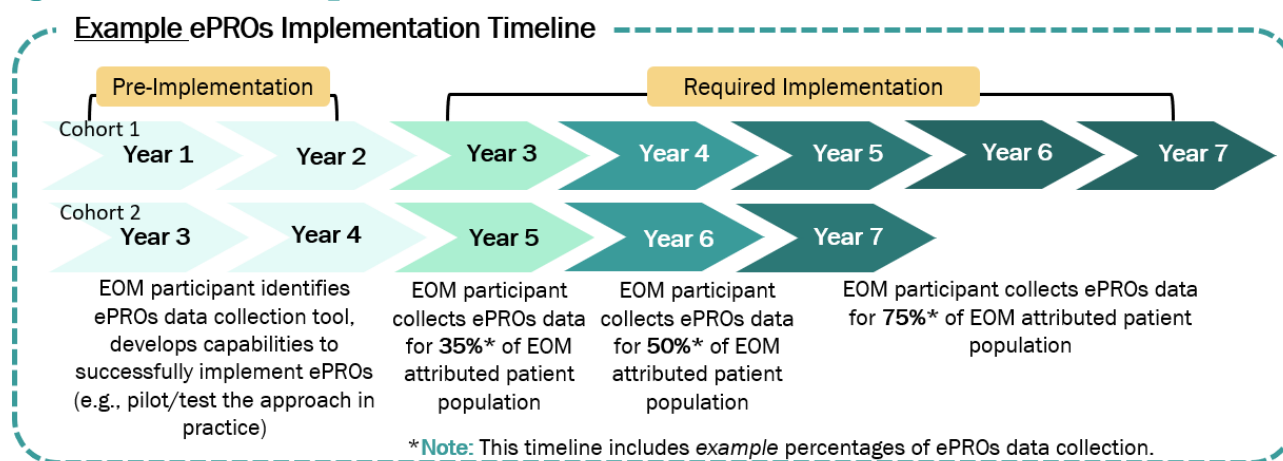 Example ePROs Implementation Timeline
Pre-Implementation
Required Implementation
Cohort 1
Year 1
Year 2
Year 3
Year 4
Year 5
Year 6
Year 7
Cohort 2
Year 3
Year 4
Year 5
Year 6
Year 7
EOM participant identifies
ePROs data collection tool,
develops capabilities to
successfully implement ePROs
(e.g., pilot/test the approach in
practice)
EOM participant
collects ePROs data
for 35%* of EOM
attributed patient
population
EOM participant
collects ePROs data
for 50%* of EOM
attributed patient
population
EOM participant collects ePROs data
for 75%* of EOM attributed patient
population
*Note: This timeline includes example percentages of ePROs data collection.